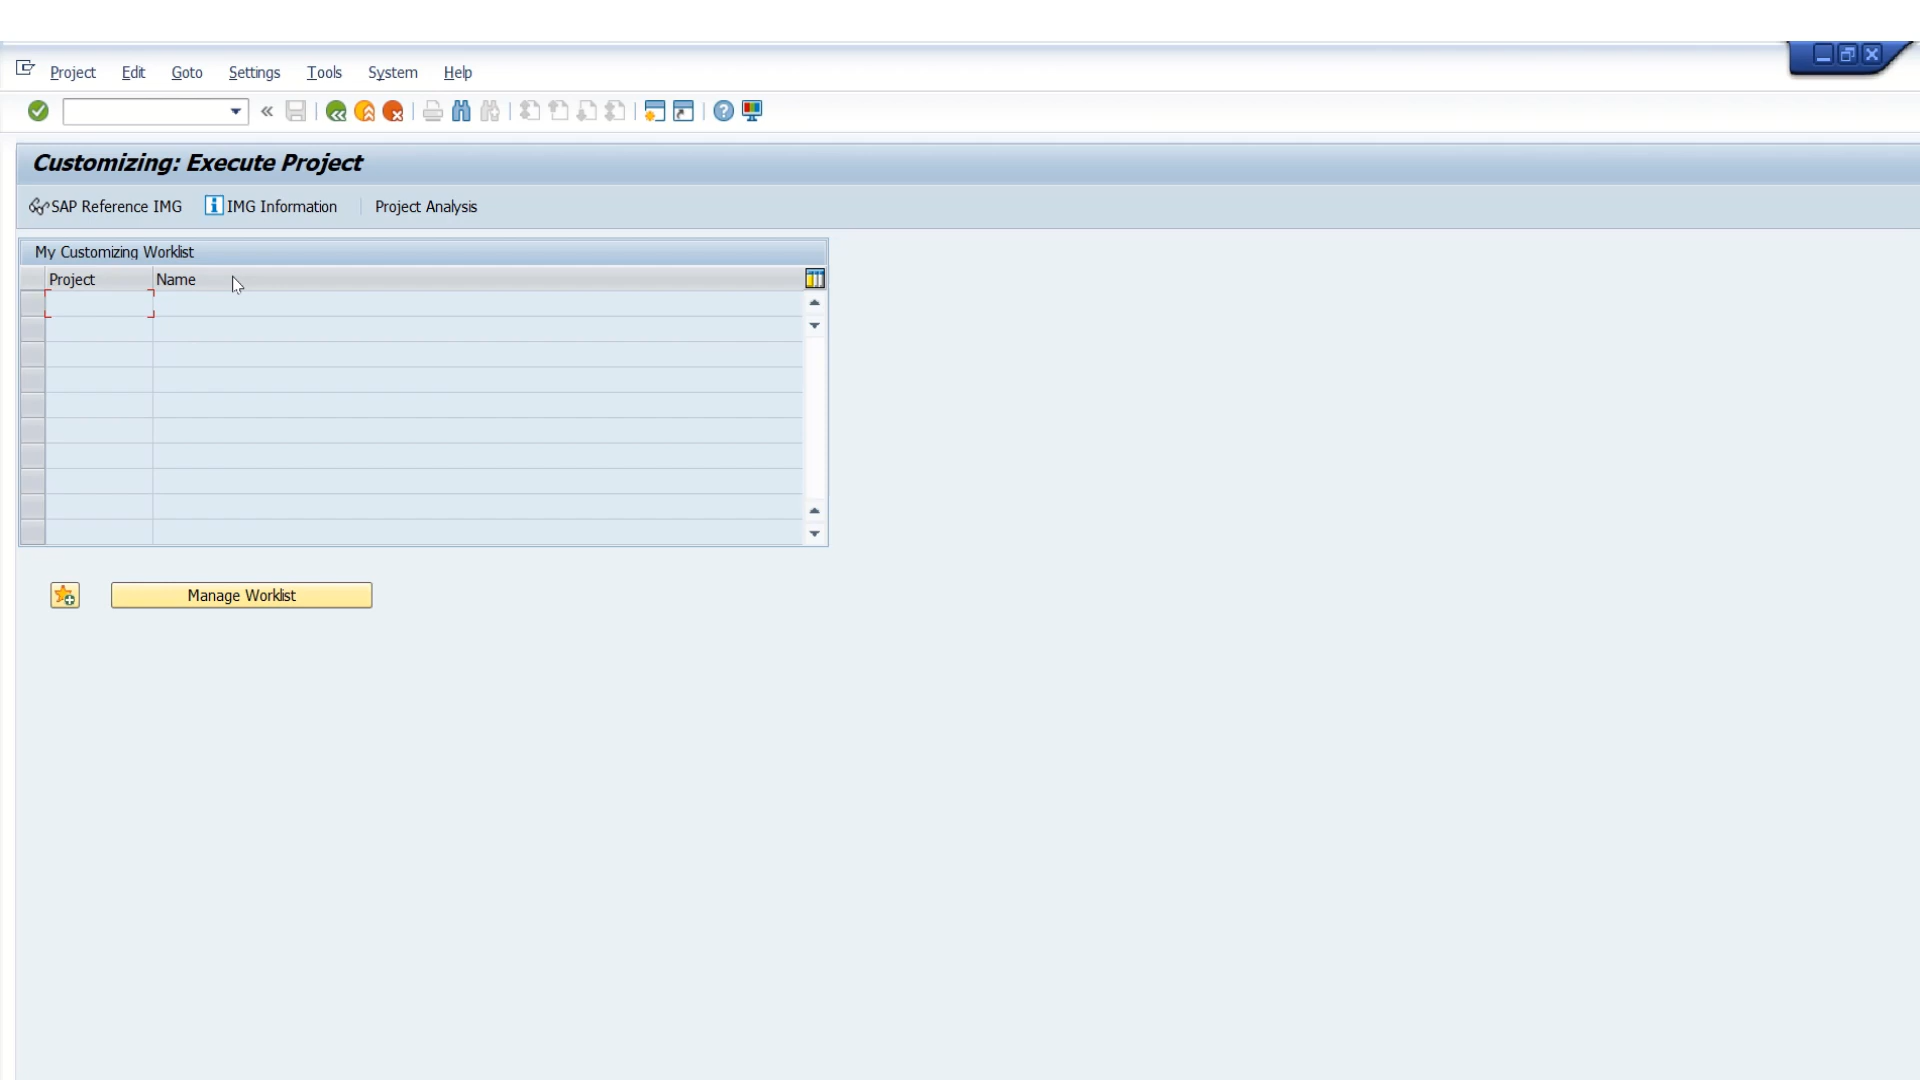 Project Edit Goto Settings Tools System Help
Customizing: Execute Project
SAP Reference IMG IMG Information Project Analysis
My Customizing Worklist
Project Name
Manage Worklist